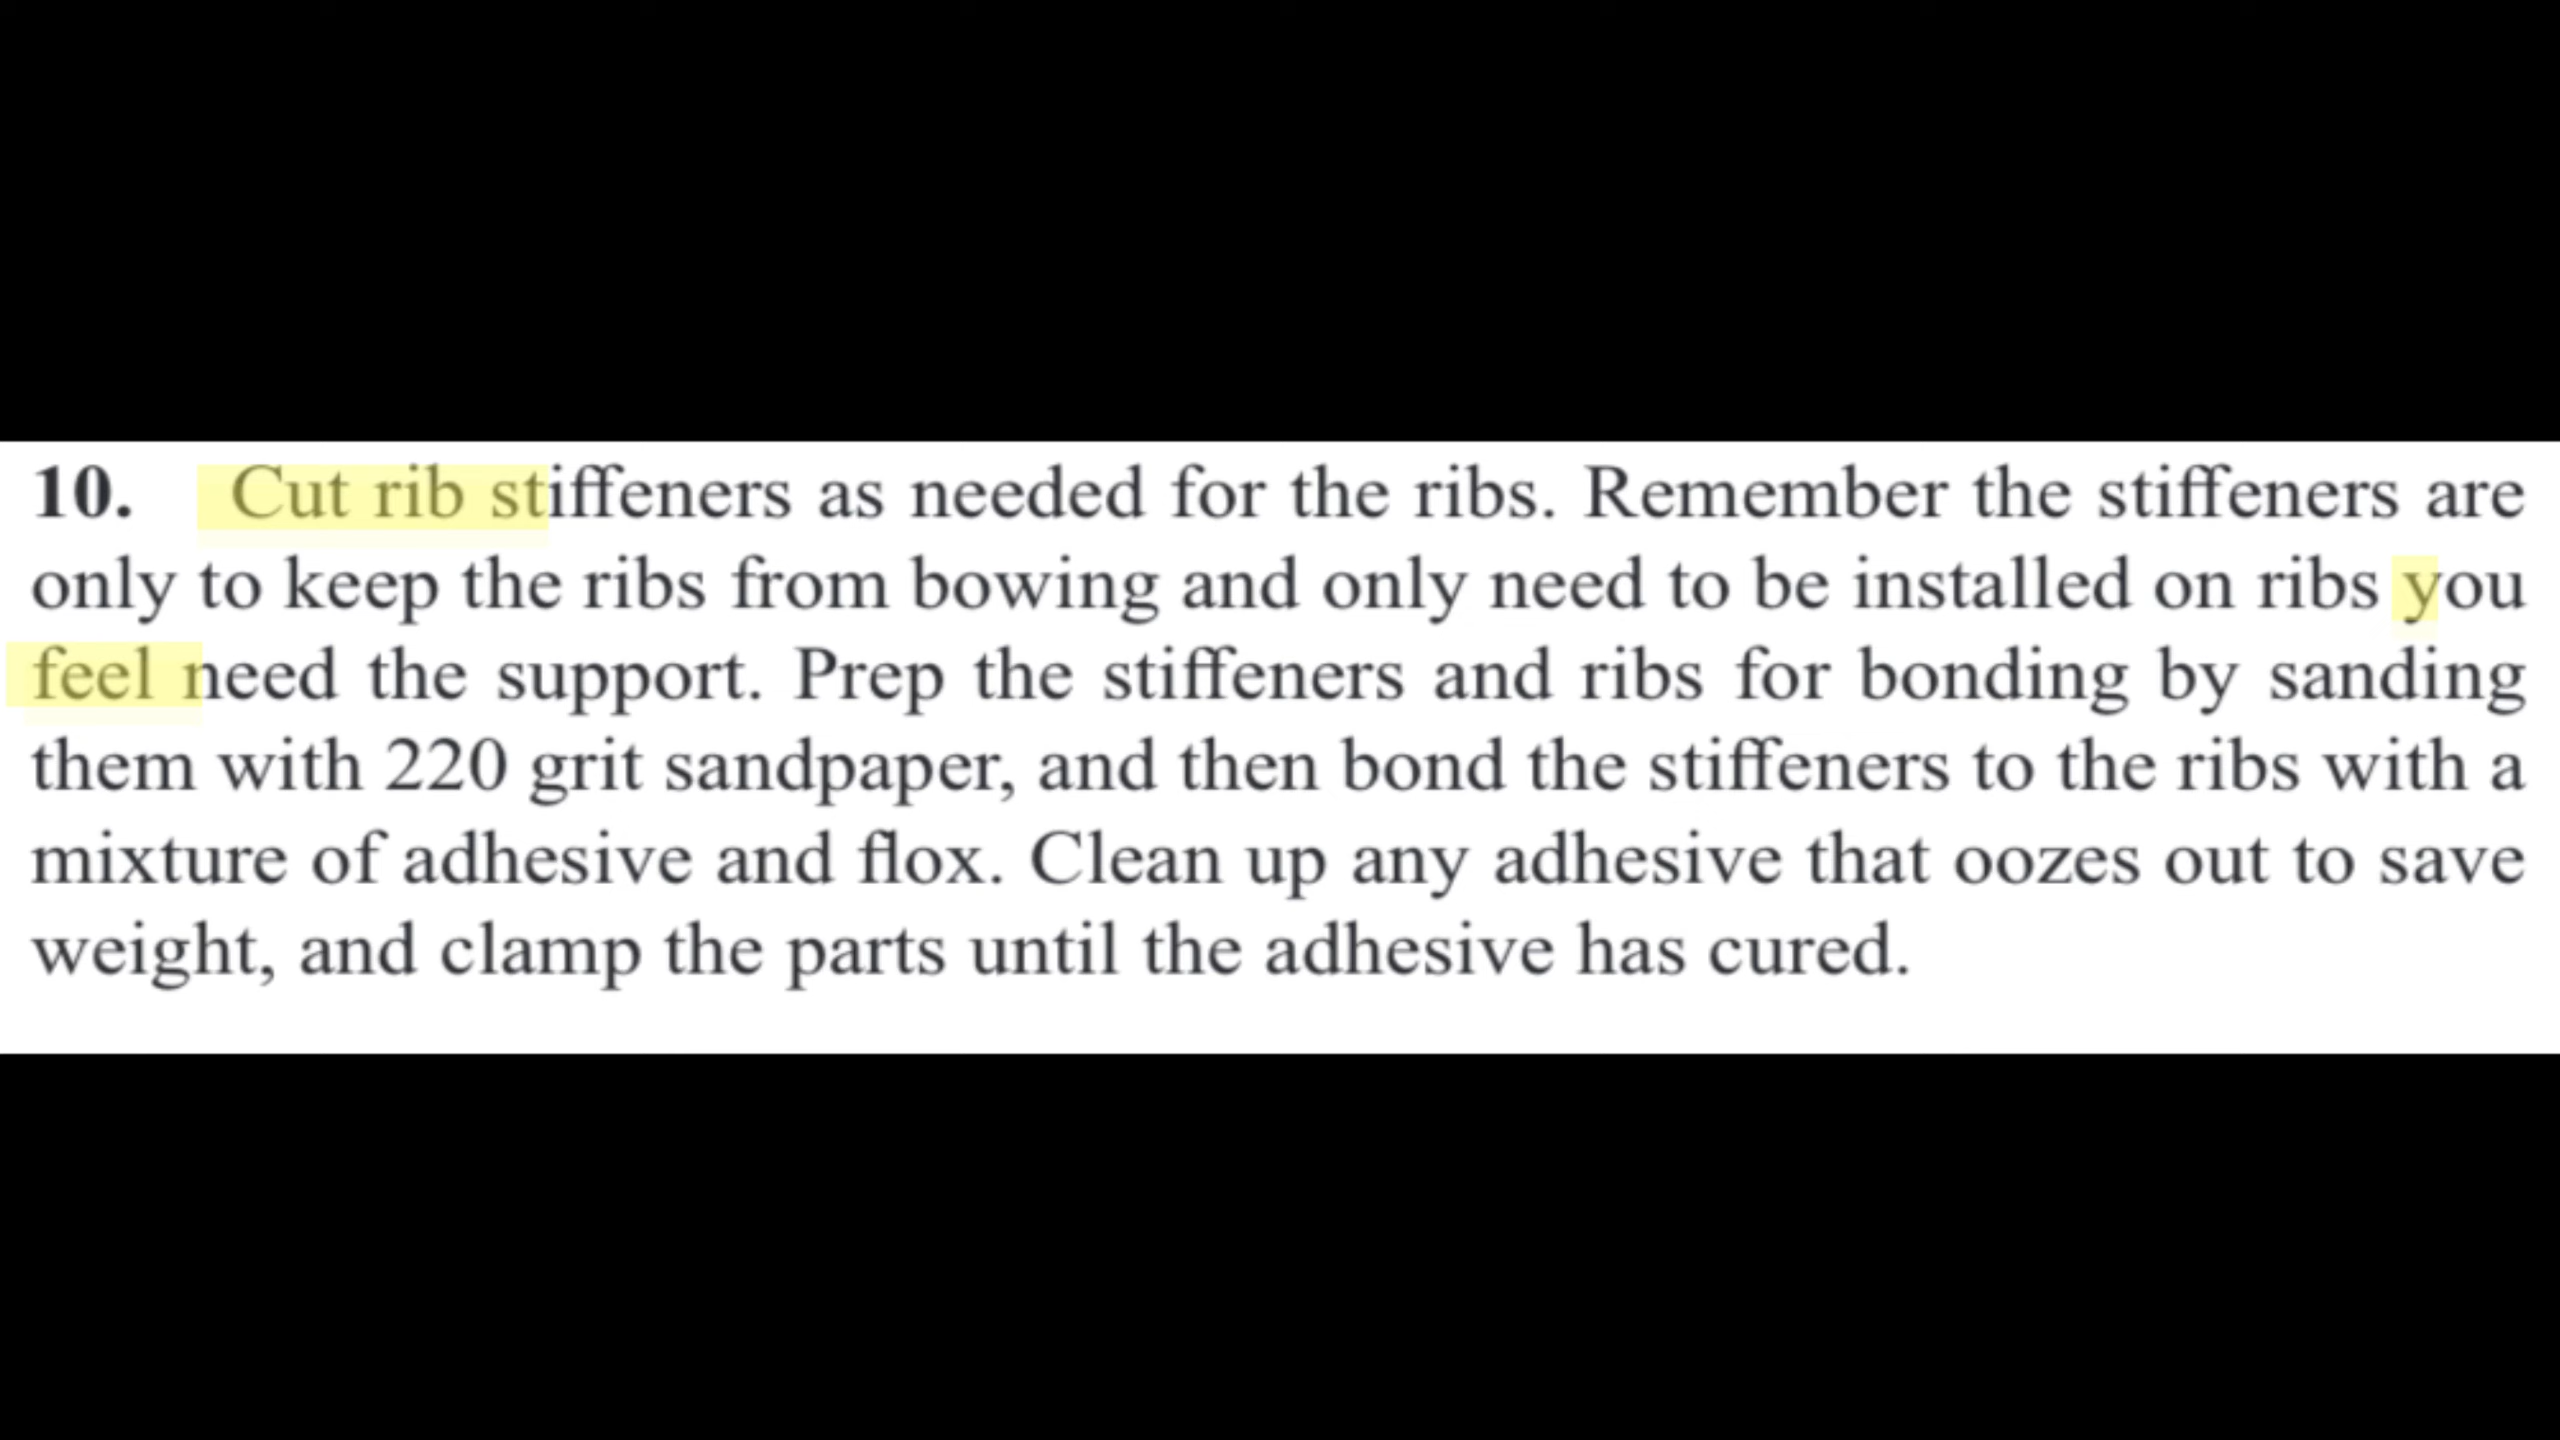 10. Cut rib stiffeners as needed for the ribs. Remember the stiffeners are
only to keep the ribs from bowing and only need to be installed on ribs you
feel need the support. Prep the stiffeners and ribs for bonding by sanding
them with 220 grit sandpaper, and then bond the stiffeners to the ribs with a
mixture of adhesive and flox. Clean up any adhesive that oozes out to save
weight, and clamp the parts until the adhesive has cured.